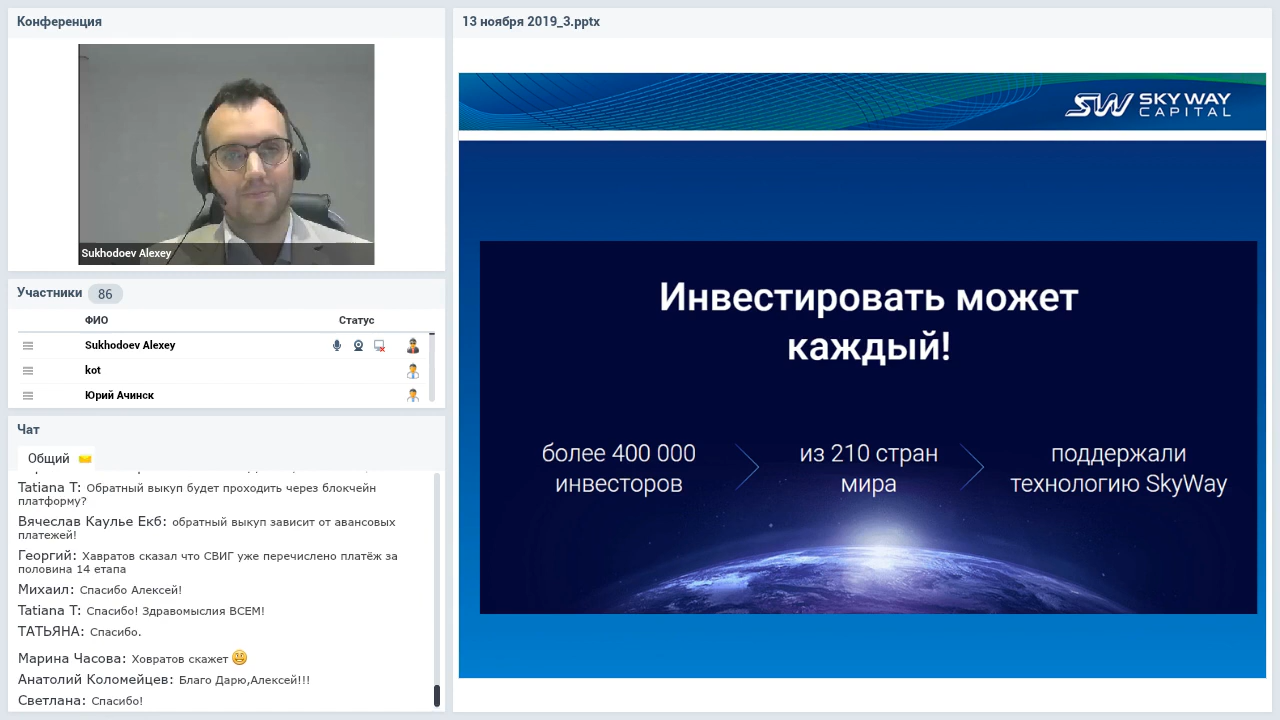 Конференция
Sukhodoev Alexey
Участники 86
ФИО Статус
Sukhodoev Alexey
kot
Юрий Ачинск
Чат
Общий
Tatiana T: Обратный выкуп будет проходить через блокчейн
платформу?
Вячеслав Каулье Екб: обратный выкуп зависит от авансовых
платежей!
Георгий: Хавратов сказал что СВИГ уже перечислено платёж за
половина 14 етапа
Михаил: Спасибо Алексей!
Tatiana T: Спасибо! Здравомыслия ВСЕМ!
ТАТЬЯНА: Спасибо.
Марина Часова: Ховратов скажет
Анатолий Коломейцев: Благо Дарю,Алексей!!!
Светлана: Спасибо!
13 ноября 2019_3.pptx
SW SKY WAY
CAPITAL
Инвестировать может
каждый!
более 400 000
инвесторов
из 210 стран
мира
поддержали
технологию SkyWay